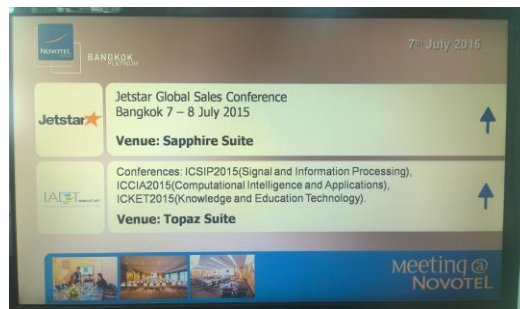 NOVOTEL
BANGKOK
PLATINUM
7th July 2015
Jetstar
Jetstar Global Sales Conference
Bangkok 7 – 8 July 2015
Venue: Sapphire Suite
Conferences: ICSIP2015(Signal and Information Processing),
ICCIA2015(Computational Intelligence and Applications),
ICKET2015(Knowledge and Education Technology).
Venue: Topaz Suite
Meeting @
NOVOTEL